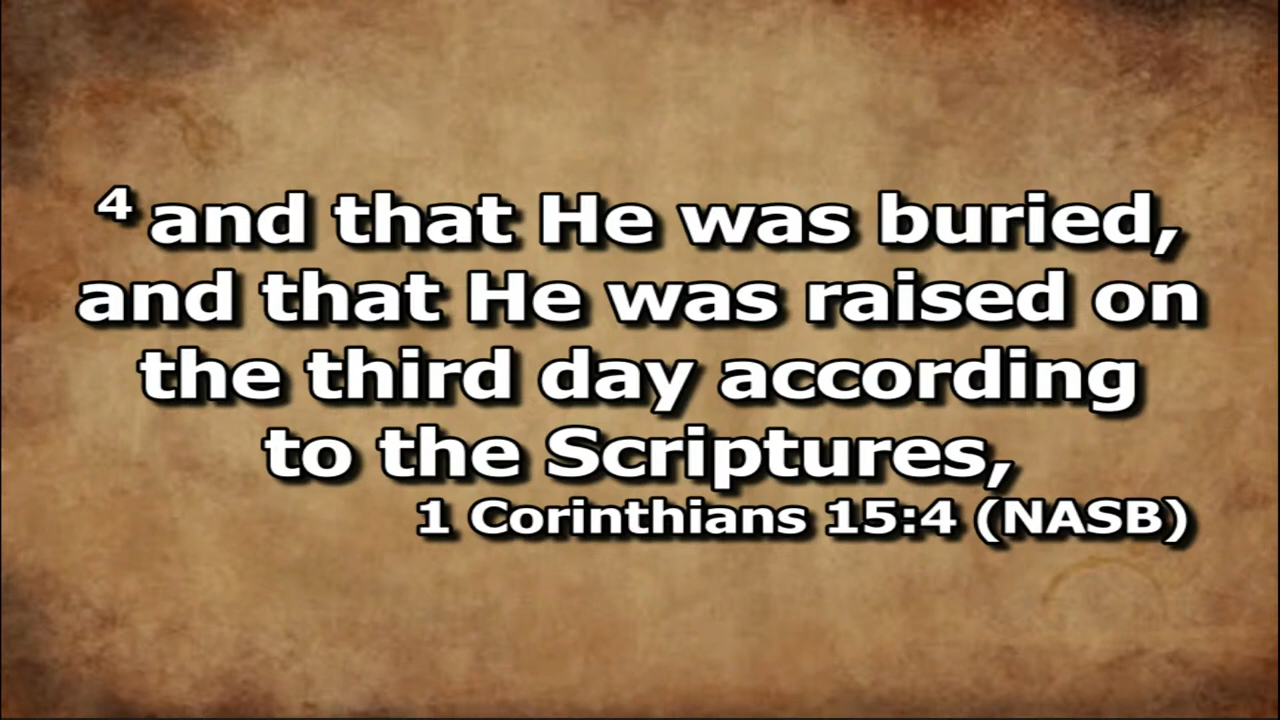 ⁴ and that He was buried,
and that He was raised on
the third day according
to the Scriptures,
1 Corinthians 15:4 (NASB)